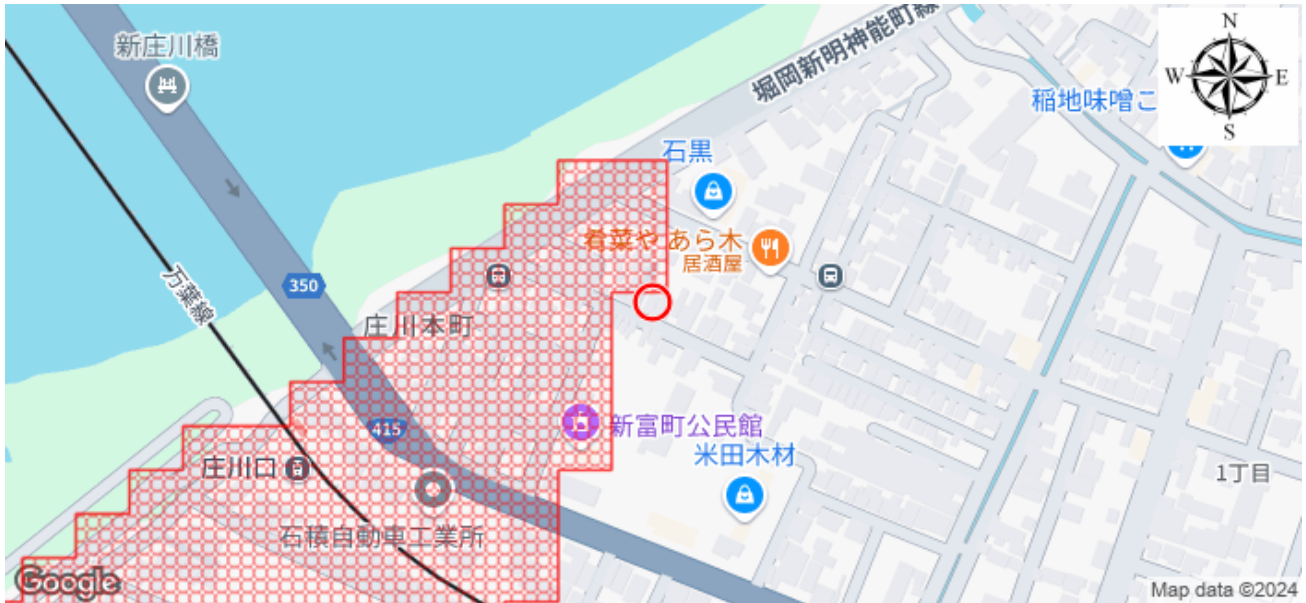 新庄川橋
堀岡新明神能町線
N
W
E
S
稲地味噌こ
石黒
肴菜や あら木
居酒屋
万葉線
350
庄川本町
415
新富町公民館
米田木材
庄川口
1丁目
石積自動車工業所
Google
Map data ©2024